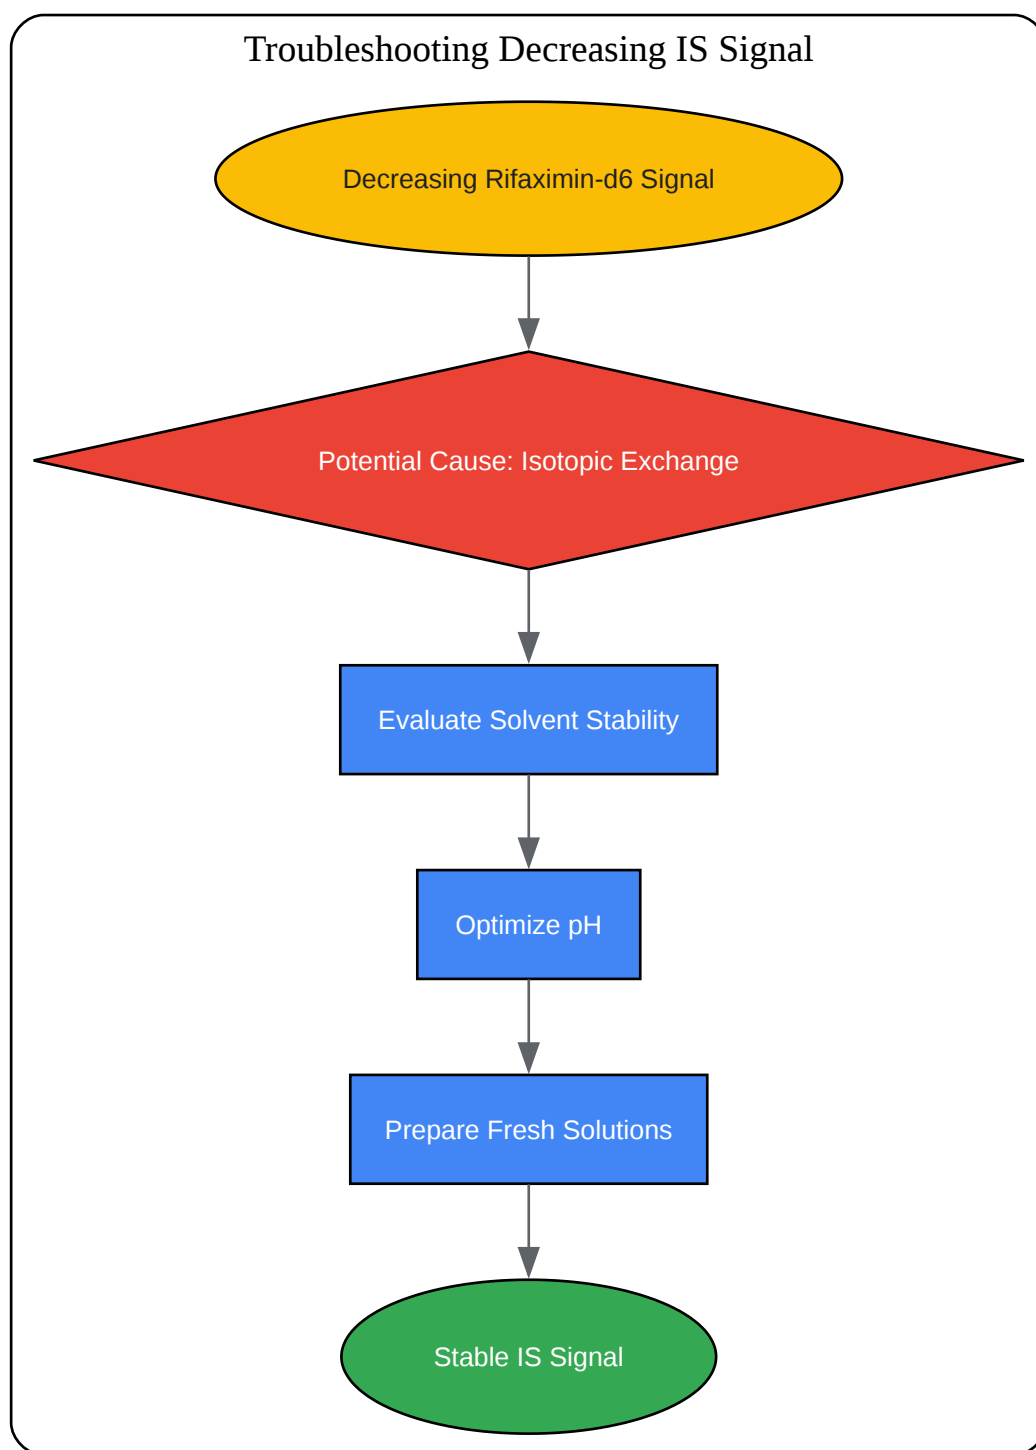 Troubleshooting Decreasing IS Signal
Decreasing Rifaximin-d6 Signal
Potential Cause: Isotopic Exchange
Evaluate Solvent Stability
Optimize pH
Prepare Fresh Solutions
Stable IS Signal